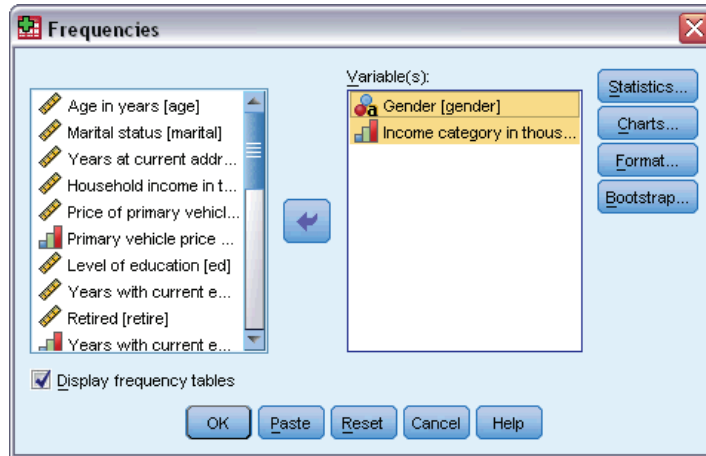 Frequencies
Age in years [age]
Marital status [marital]
Years at current addr...
Household income in t...
Price of primary vehicl...
Primary vehicle price ...
Level of education [ed]
Years with current e...
Retired [retire]
Years with current e...
Variable(s):
a Gender [gender]
Income category in thous...
Statistics...
Charts...
Format...
Bootstrap...
Display frequency tables
OK
Paste
Reset
Cancel
Help